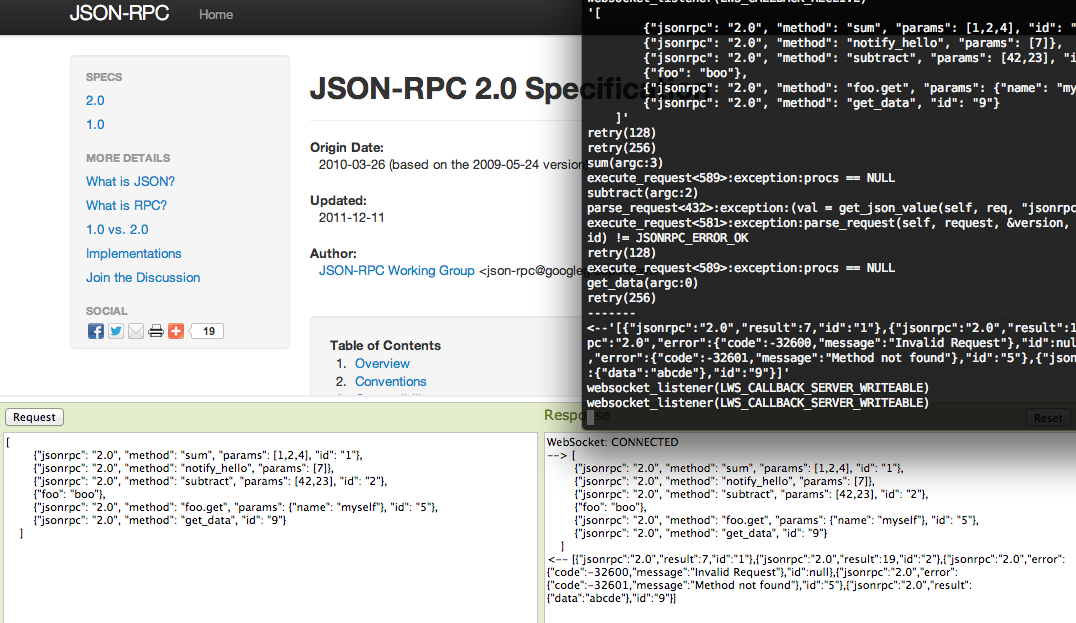 JSON-RPC Home
SPECS
2.0
1.0
MORE DETAILS
What is JSON?
What is RPC?
1.0 vs. 2.0
Implementations
Join the Discussion
SOCIAL
19
JSON-RPC 2.0 Specification
Origin Date:
2010-03-26 (based on the 2009-05-24 version
Updated:
2011-12-11
Author:
JSON-RPC Working Group <json-rpc@google
Table of Contents
1. Overview
2. Conventions
websocket_listener(LWS_CALLBACK_RECEIVE)
'[
{"jsonrpc": "2.0", "method": "sum", "params": [1,2,4], "id": "
{"jsonrpc": "2.0", "method": "notify_hello", "params": [7]},
{"jsonrpc": "2.0", "method": "subtract", "params": [42,23], "i
{"foo": "boo"},
{"jsonrpc": "2.0", "method": "foo.get", "params": {"name": "my
{"jsonrpc": "2.0", "method": "get_data", "id": "9"}
]'
retry(128)
retry(256)
sum(argc:3)
execute_request<589>:exception:procs == NULL
subtract(argc:2)
parse_request<432>:exception:(val = get_json_value(self, req, "jsonrpc
execute_request<581>:exception:parse_request(self, request, &version,
id) != JSONRPC_ERROR_OK
retry(128)
execute_request<589>:exception:procs == NULL
get_data(argc:0)
retry(256)
-------
<--'[{"jsonrpc":"2.0","result":7,"id":"1"},{"jsonrpc":"2.0","result":1
pc":"2.0","error":{"code":-32600,"message":"Invalid Request"},"id":nul
,"error":{"code":-32601,"message":"Method not found"},"id":"5"},{"json
:{"data":"abcde"},"id":"9"}]'
websocket_listener(LWS_CALLBACK_SERVER_WRITEABLE)
websocket_listener(LWS_CALLBACK_SERVER_WRITEABLE)
Request
[
{"jsonrpc": "2.0", "method": "sum", "params": [1,2,4], "id": "1"},
{"jsonrpc": "2.0", "method": "notify_hello", "params": [7]},
{"jsonrpc": "2.0", "method": "subtract", "params": [42,23], "id": "2"},
{"foo": "boo"},
{"jsonrpc": "2.0", "method": "foo.get", "params": {"name": "myself"}, "id": "5"},
{"jsonrpc": "2.0", "method": "get_data", "id": "9"}
]
Response Reset
WebSocket: CONNECTED
--> [
{"jsonrpc": "2.0", "method": "sum", "params": [1,2,4], "id": "1"},
{"jsonrpc": "2.0", "method": "notify_hello", "params": [7]},
{"jsonrpc": "2.0", "method": "subtract", "params": [42,23], "id": "2"},
{"foo": "boo"},
{"jsonrpc": "2.0", "method": "foo.get", "params": {"name": "myself"}, "id": "5"},
{"jsonrpc": "2.0", "method": "get_data", "id": "9"}
]
<-- [{"jsonrpc":"2.0","result":7,"id":"1"},{"jsonrpc":"2.0","result":19,"id":"2"},{"jsonrpc":"2.0","error":
{"code":-32600,"message":"Invalid Request"},"id":null},{"jsonrpc":"2.0","error":
{"code":-32601,"message":"Method not found"},"id":"5"},{"jsonrpc":"2.0","result":
{"data":"abcde"},"id":"9"}]